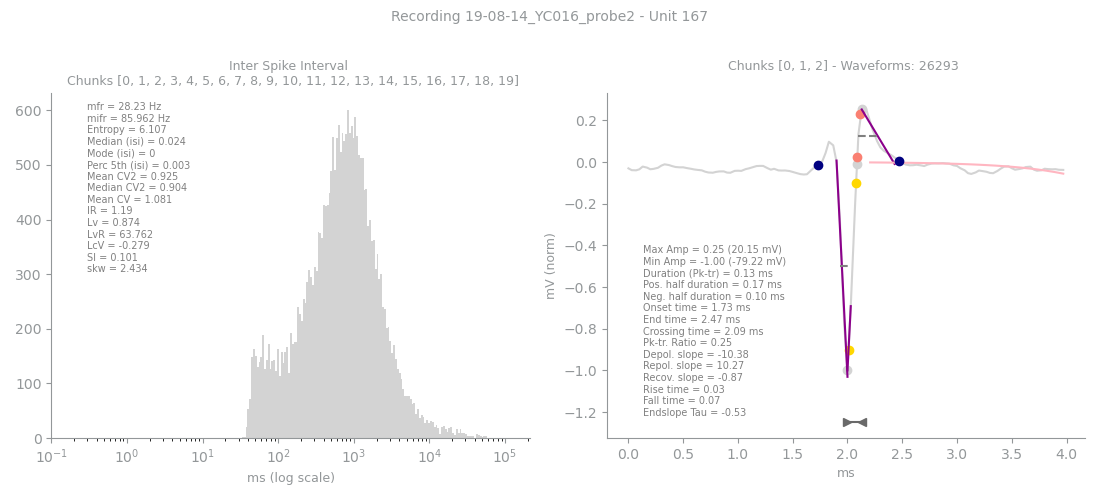 Recording 19-08-14_YC016_probe2 - Unit 167
Inter Spike Interval
Chunks [0, 1, 2, 3, 4, 5, 6, 7, 8, 9, 10, 11, 12, 13, 14, 15, 16, 17, 18, 19]
600
500
400
300
200
100
0
mfr = 28.23 Hz
mifr = 85.962 Hz
Entropy = 6.107
Median (isi) = 0.024
Mode (isi) = 0
Perc 5th (isi) = 0.003
Mean CV2 = 0.925
Median CV2 = 0.904
Mean CV = 1.081
IR = 1.19
Lv = 0.874
LvR = 63.762
LcV = -0.279
SI = 0.101
skw = 2.434
10⁻¹ 10⁰ 10¹ 10² 10³ 10⁴ 10⁵
ms (log scale)
Chunks [0, 1, 2] - Waveforms: 26293
mV (norm)
0.2
0.0
−0.2
−0.4
−0.6
−0.8
−1.0
−1.2
Max Amp = 0.25 (20.15 mV)
Min Amp = -1.00 (-79.22 mV)
Duration (Pk-tr) = 0.13 ms
Pos. half duration = 0.17 ms
Neg. half duration = 0.10 ms
Onset time = 1.73 ms
End time = 2.47 ms
Crossing time = 2.09 ms
Pk-tr. Ratio = 0.25
Depol. slope = -10.38
Repol. slope = 10.27
Recov. slope = -0.87
Rise time = 0.03
Fall time = 0.07
Endslope Tau = -0.53
0.0 0.5 1.0 1.5 2.0 2.5 3.0 3.5 4.0
ms